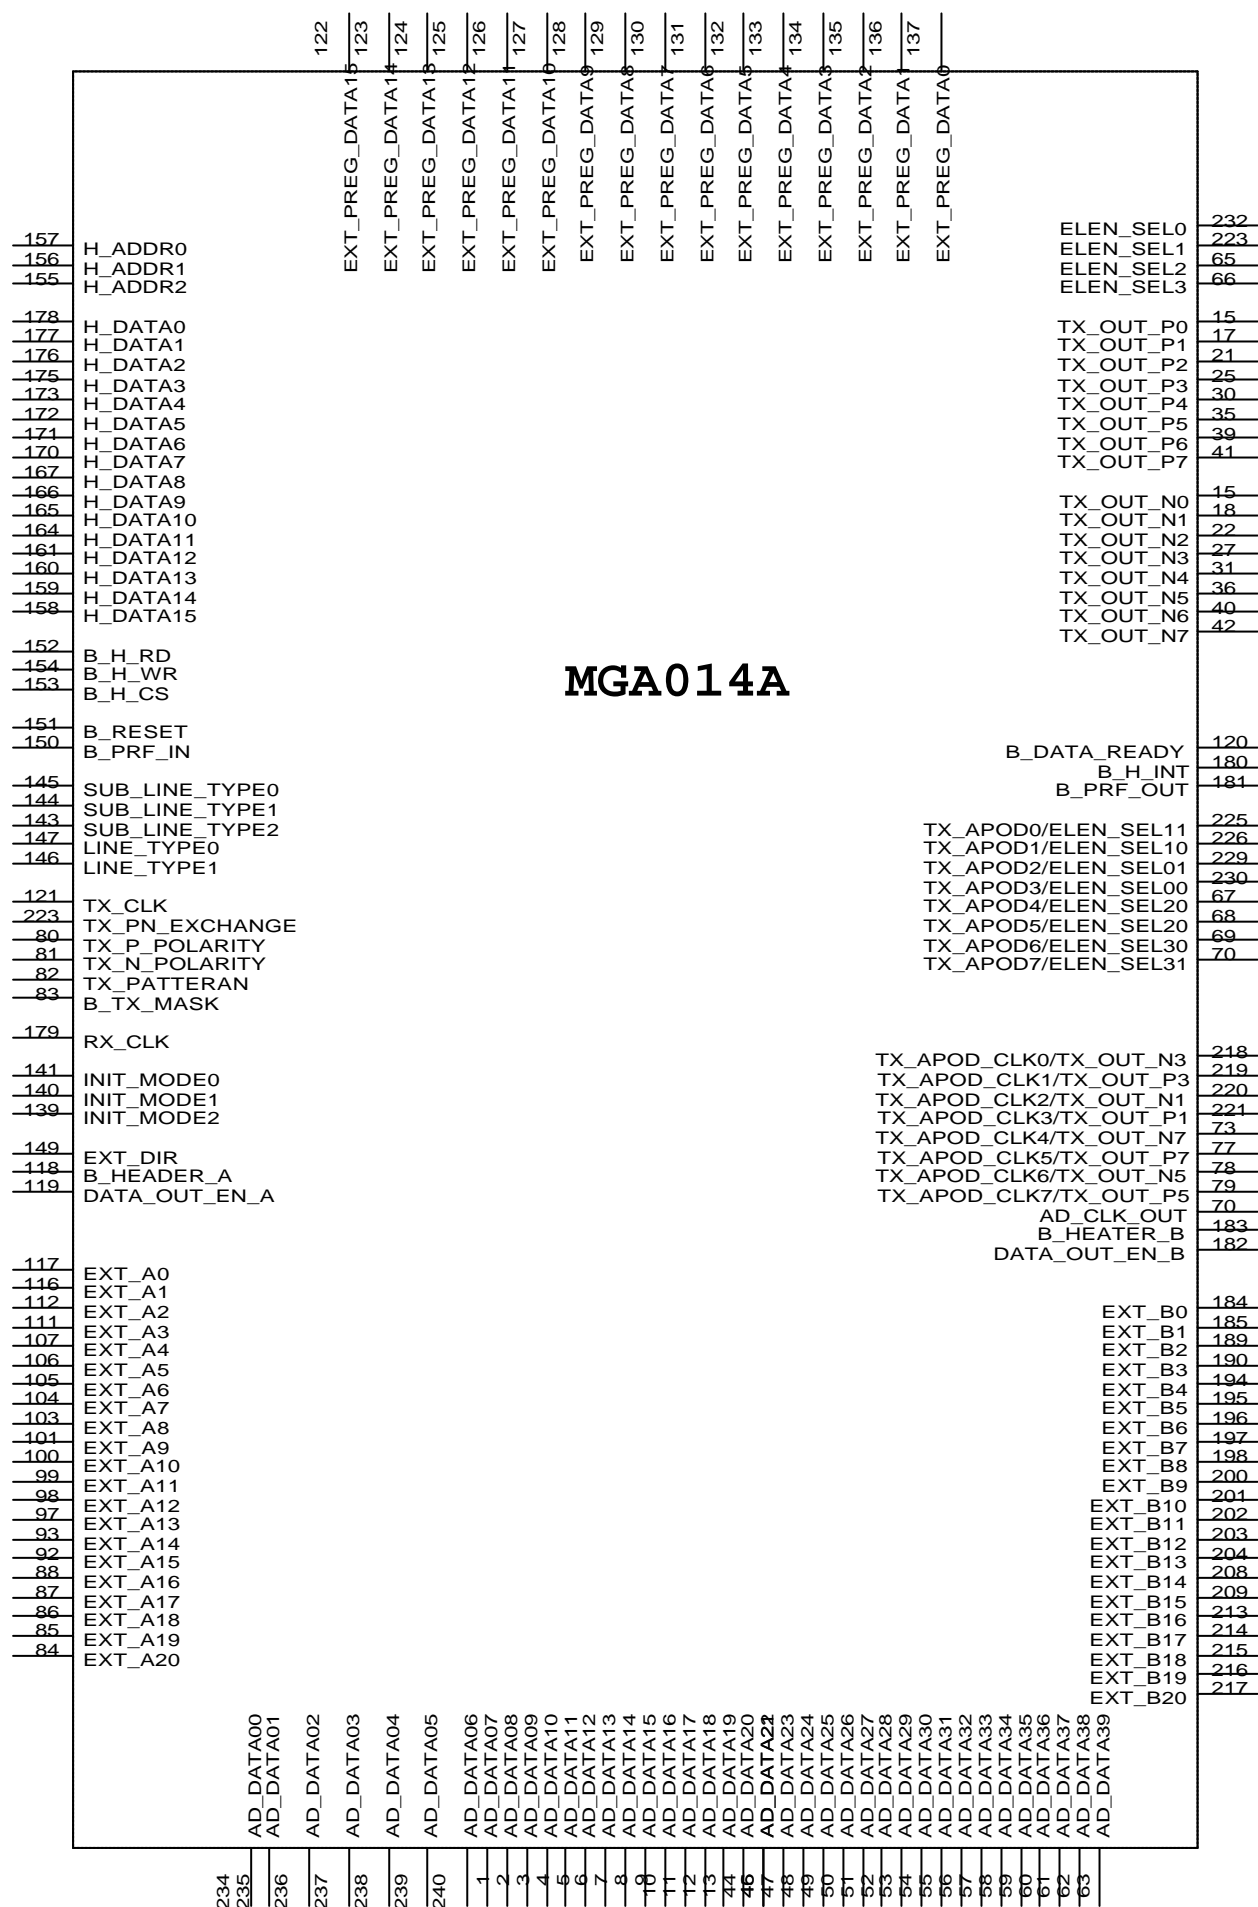 122 123 124 125 126 127 128 129 130 131 132 133 134 135 136 137
EXT_PREG_DATA15
EXT_PREG_DATA14
EXT_PREG_DATA13
EXT_PREG_DATA12
EXT_PREG_DATA11
EXT_PREG_DATA10
EXT_PREG_DATA9
EXT_PREG_DATA8
EXT_PREG_DATA7
EXT_PREG_DATA6
EXT_PREG_DATA5
EXT_PREG_DATA4
EXT_PREG_DATA3
EXT_PREG_DATA2
EXT_PREG_DATA1
EXT_PREG_DATA0
157 H_ADDR0
156 H_ADDR1
155 H_ADDR2
178 H_DATA0
177 H_DATA1
176 H_DATA2
175 H_DATA3
173 H_DATA4
172 H_DATA5
171 H_DATA6
170 H_DATA7
167 H_DATA8
166 H_DATA9
165 H_DATA10
164 H_DATA11
161 H_DATA12
160 H_DATA13
159 H_DATA14
158 H_DATA15
152 B_H_RD
154 B_H_WR
153 B_H_CS
151 B_RESET
150 B_PRF_IN
145 SUB_LINE_TYPE0
144 SUB_LINE_TYPE1
143 SUB_LINE_TYPE2
147 LINE_TYPE0
146 LINE_TYPE1
121 TX_CLK
223 TX_PN_EXCHANGE
80 TX_P_POLARITY
81 TX_N_POLARITY
82 TX_PATTERAN
83 B_TX_MASK
179 RX_CLK
141 INIT_MODE0
140 INIT_MODE1
139 INIT_MODE2
149 EXT_DIR
118 B_HEADER_A
119 DATA_OUT_EN_A
117 EXT_A0
116 EXT_A1
112 EXT_A2
111 EXT_A3
107 EXT_A4
106 EXT_A5
105 EXT_A6
104 EXT_A7
103 EXT_A8
101 EXT_A9
100 EXT_A10
99 EXT_A11
98 EXT_A12
97 EXT_A13
93 EXT_A14
92 EXT_A15
88 EXT_A16
87 EXT_A17
86 EXT_A18
85 EXT_A19
84 EXT_A20
MGA014A
ELEN_SEL0 232
ELEN_SEL1 223
ELEN_SEL2 65
ELEN_SEL3 66
TX_OUT_P0 15
TX_OUT_P1 17
TX_OUT_P2 21
TX_OUT_P3 25
TX_OUT_P4 30
TX_OUT_P5 35
TX_OUT_P6 39
TX_OUT_P7 41
TX_OUT_N0 15
TX_OUT_N1 18
TX_OUT_N2 22
TX_OUT_N3 27
TX_OUT_N4 31
TX_OUT_N5 36
TX_OUT_N6 40
TX_OUT_N7 42
B_DATA_READY 120
B_H_INT 180
B_PRF_OUT 181
TX_APOD0/ELEN_SEL11 225
TX_APOD1/ELEN_SEL10 226
TX_APOD2/ELEN_SEL01 229
TX_APOD3/ELEN_SEL00 230
TX_APOD4/ELEN_SEL20 67
TX_APOD5/ELEN_SEL20 68
TX_APOD6/ELEN_SEL30 69
TX_APOD7/ELEN_SEL31 70
TX_APOD_CLK0/TX_OUT_N3 218
TX_APOD_CLK1/TX_OUT_P3 219
TX_APOD_CLK2/TX_OUT_N1 220
TX_APOD_CLK3/TX_OUT_P1 221
TX_APOD_CLK4/TX_OUT_N7 73
TX_APOD_CLK5/TX_OUT_P7 77
TX_APOD_CLK6/TX_OUT_N5 78
TX_APOD_CLK7/TX_OUT_P5 79
AD_CLK_OUT 70
B_HEATER_B 183
DATA_OUT_EN_B 182
EXT_B0 184
EXT_B1 185
EXT_B2 189
EXT_B3 190
EXT_B4 194
EXT_B5 195
EXT_B6 196
EXT_B7 197
EXT_B8 198
EXT_B9 200
EXT_B10 201
EXT_B11 202
EXT_B12 203
EXT_B13 204
EXT_B14 208
EXT_B15 209
EXT_B16 213
EXT_B17 214
EXT_B18 215
EXT_B19 216
EXT_B20 217
AD_DATA00
AD_DATA01
AD_DATA02
AD_DATA03
AD_DATA04
AD_DATA05
AD_DATA06
AD_DATA07
AD_DATA08
AD_DATA09
AD_DATA10
AD_DATA11
AD_DATA12
AD_DATA13
AD_DATA14
AD_DATA15
AD_DATA16
AD_DATA17
AD_DATA18
AD_DATA19
AD_DATA20
AD_DATA21
AD_DATA22
AD_DATA23
AD_DATA24
AD_DATA25
AD_DATA26
AD_DATA27
AD_DATA28
AD_DATA29
AD_DATA30
AD_DATA31
AD_DATA32
AD_DATA33
AD_DATA34
AD_DATA35
AD_DATA36
AD_DATA37
AD_DATA38
AD_DATA39
234 235 236 237 238 239 240 1 2 3 4 5 6 7 8 9 10 11 12 13 44 46 47 48 49 50 51 52 53 54 55 56 57 58 59 60 61 62 63